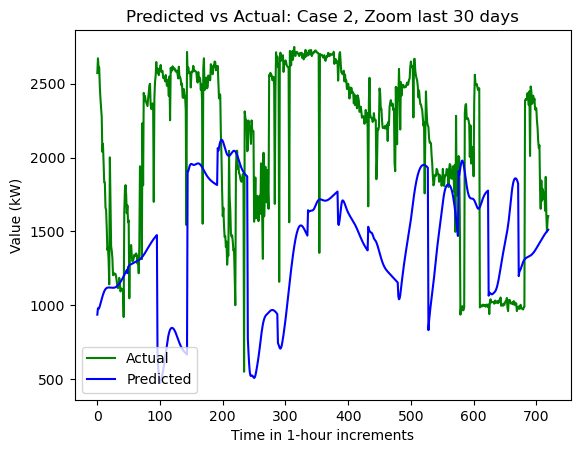 Predicted vs Actual: Case 2, Zoom last 30 days
Value (kW)
2500
2000
1500
1000
500
Actual
Predicted
0 100 200 300 400 500 600 700
Time in 1-hour increments